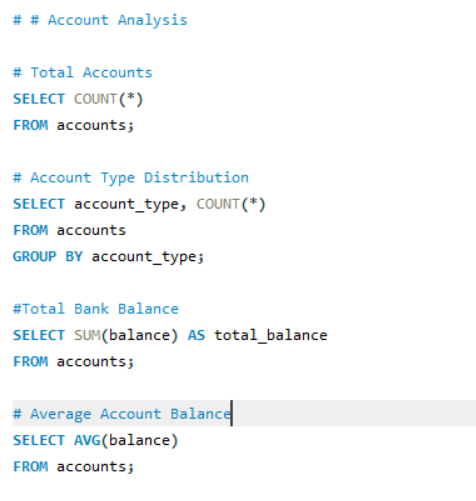 # # Account Analysis
# Total Accounts
SELECT COUNT(*)
FROM accounts;
# Account Type Distribution
SELECT account_type, COUNT(*)
FROM accounts
GROUP BY account_type;
#Total Bank Balance
SELECT SUM(balance) AS total_balance
FROM accounts;
# Average Account Balance
SELECT AVG(balance)
FROM accounts;